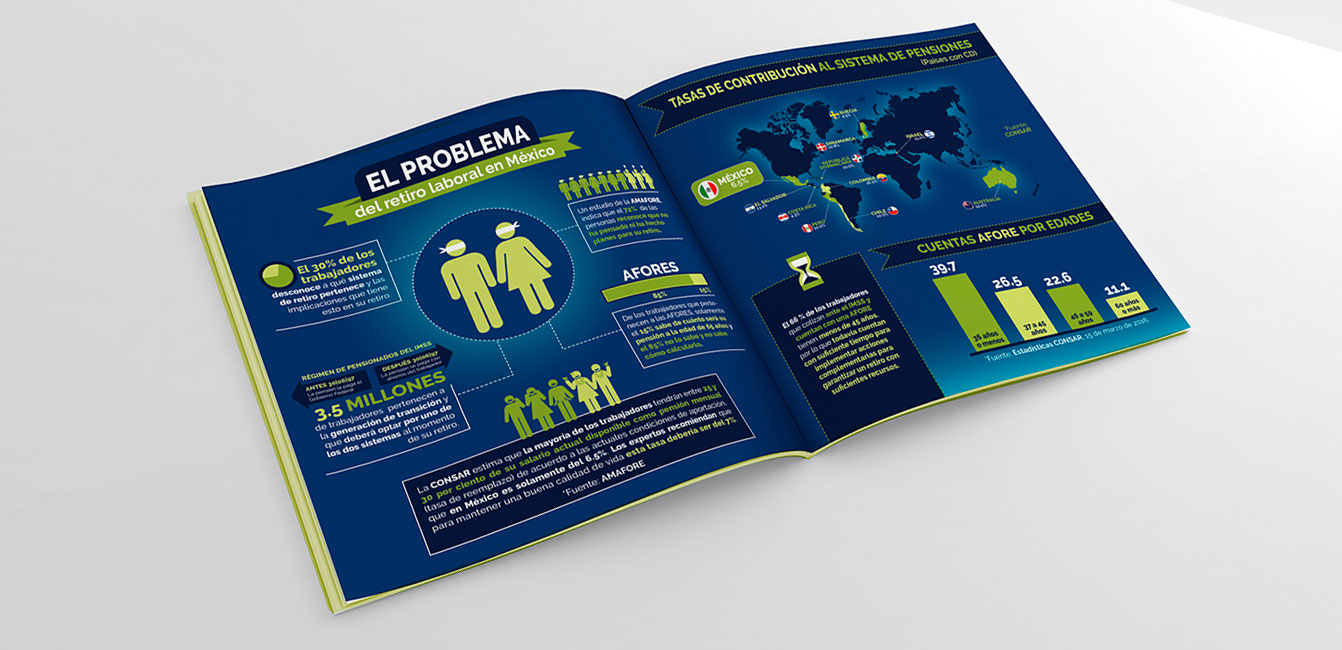 EL PROBLEMA
del retiro laboral en México
El 30% de los
trabajadores
desconoce a qué sistema
de retiro pertenece y las
implicaciones que tiene
esto en su retiro.
Un estudio de la AMAFORE,
indica que el 72% de las
personas reconoce que no
ha pensado ni ha hecho
planes para su retiro.
AFORES
85%
15%
De los trabajadores que perte-
necen a las AFORES, solamente
el 15% sabe de cuánto será su
pensión a la edad de 65 años y
el 85%, no lo sabe y no sabe
cómo calcularlo.
RÉGIMEN DE PENSIONADOS DEL IMSS
ANTES 30|06|97
La pensión la paga el
Gobierno Federal
DESPUÉS 30|06|97
La pensión se paga con
ahorros del trabajador
3.5 MILLONES
de trabajadores pertenecen a
la generación de transición y
que deberá optar por uno de
los dos sistemas al momento
de su retiro.
La CONSAR estima que la mayoría de los trabajadores tendrán entre 25 y
30 por ciento de su salario actual disponible como pensión mensual
(tasa de reemplazo) de acuerdo a las actuales condiciones de aportación,
que en México es solamente del 6.5%. Los expertos recomiendan que
para mantener una buena calidad de vida esta tasa debería ser del 7%.
*Fuente: AMAFORE
TASAS DE CONTRIBUCIÓN AL SISTEMA DE PENSIONES
(Países con CD)
SUECIA
DINAMARCA
ISRAEL
REPÚBLICA
DOMINICANA
*Fuente:
CONSAR
MÉXICO
6.5%
COLOMBIA
EL SALVADOR
COSTA RICA
PERÚ
CHILE
AUSTRALIA
El 66 % de los trabajadores
que cotizan ante el IMSS y
cuentan con una AFORE
tienen menos de 45 años,
por lo que todavía cuentan
con suficiente tiempo para
implementar acciones
complementarias para
garantizar un retiro con
suficientes recursos.
CUENTAS AFORE POR EDADES
39.7
26.5
22.6
11.1
36 años
o menos
37 a 45
años
46 a 59
años
60 años
o más
*Fuente: Estadísticas CONSAR. 15 de marzo de 2016.